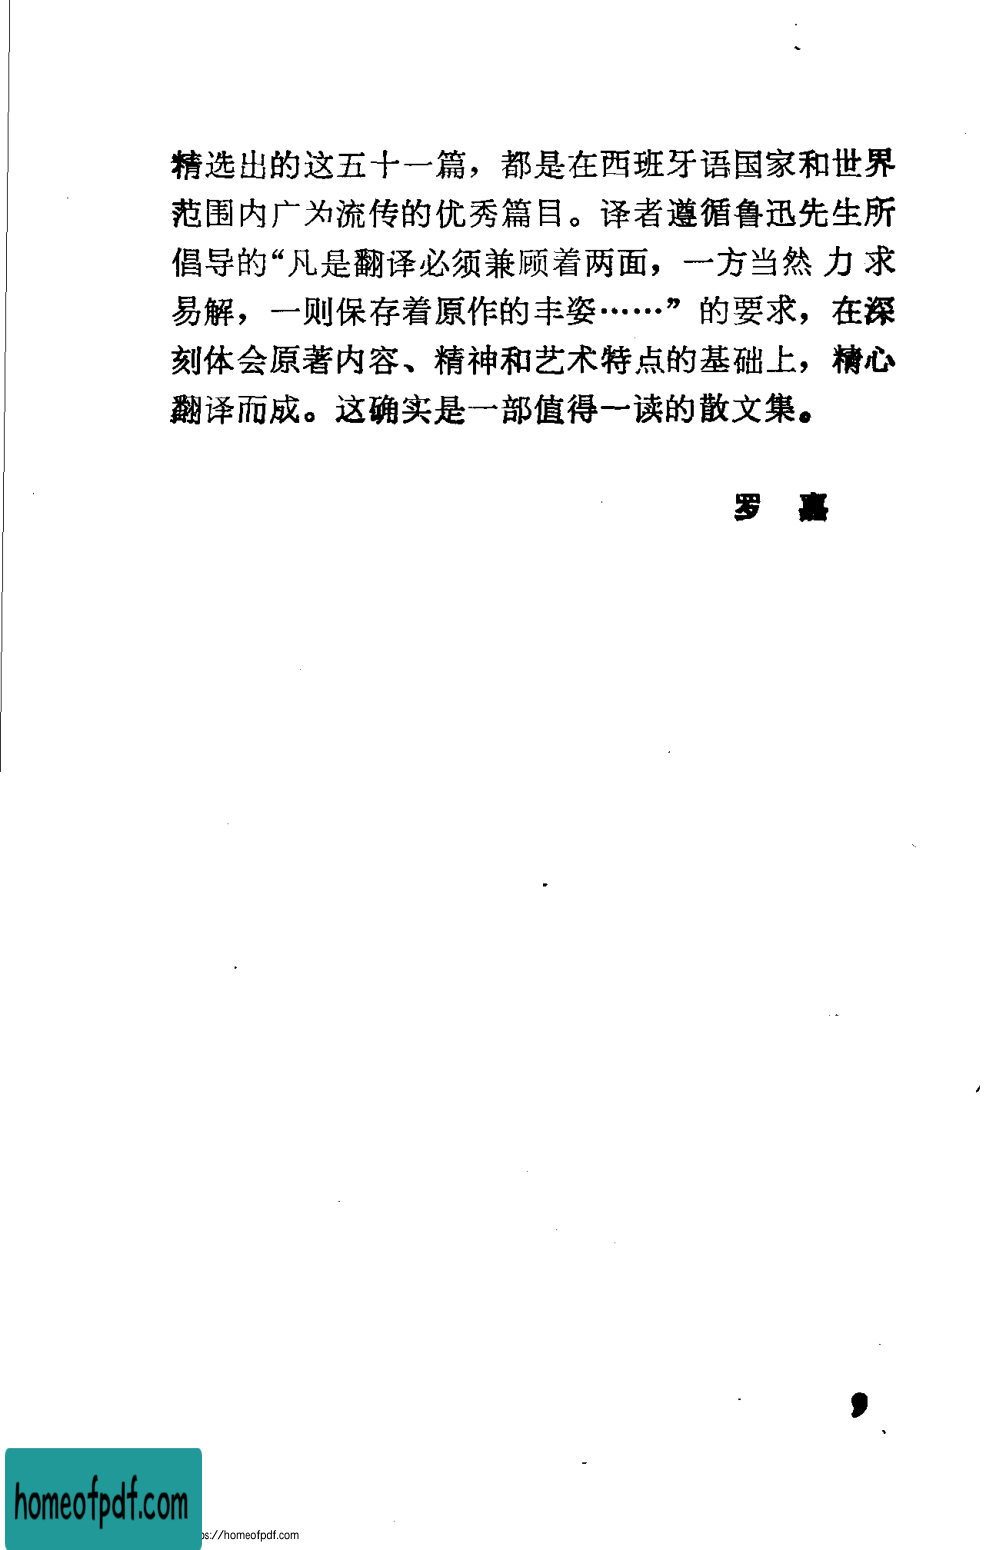 精选出的这五十一篇，都是在西班牙语国家和世界
范围内广为流传的优秀篇目。译者遵循鲁迅先生所
倡导的“凡是翻译必须兼顾着两面，一方当然力求
易解，一则保存着原作的丰姿……”的要求，在深
刻体会原著内容、精神和艺术特点的基础上，精心
翻译而成。这确实是一部值得一读的散文集。
罗 嘉
9
homeofpdf.com
ps://homeofpdf.com